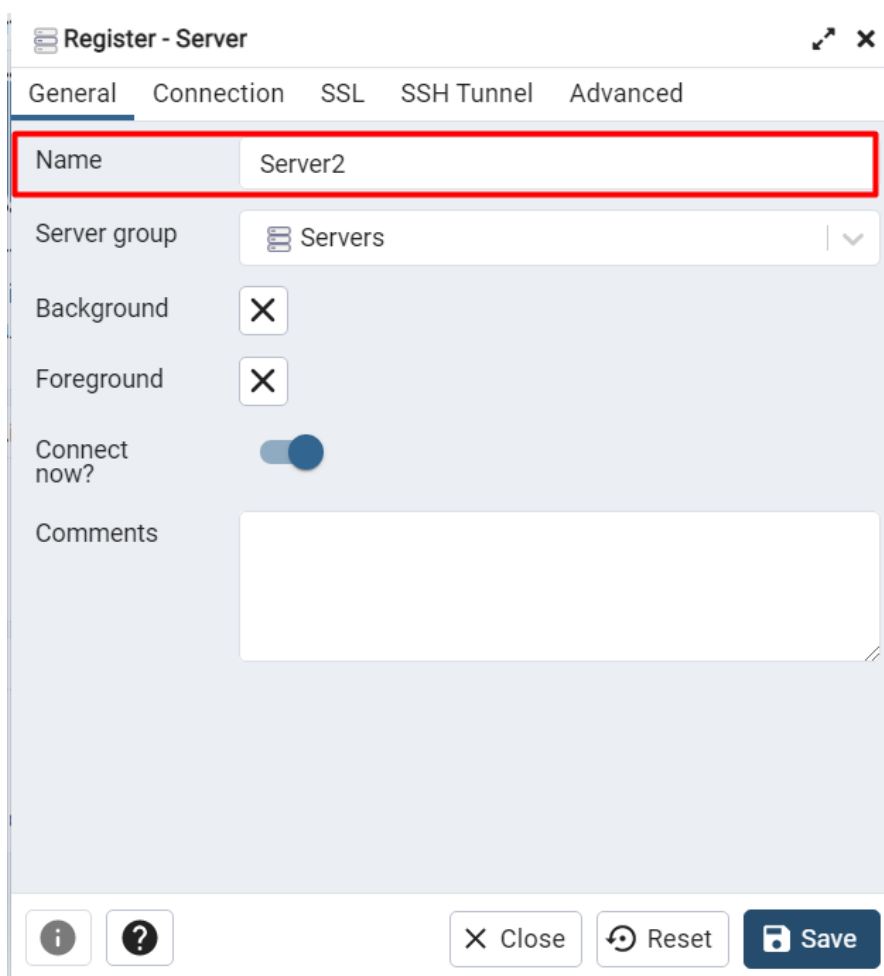 Register - Server
General Connection SSL SSH Tunnel Advanced
Name Server2
Server group Servers
Background
Foreground
Connect
now?
Comments
Close Reset Save